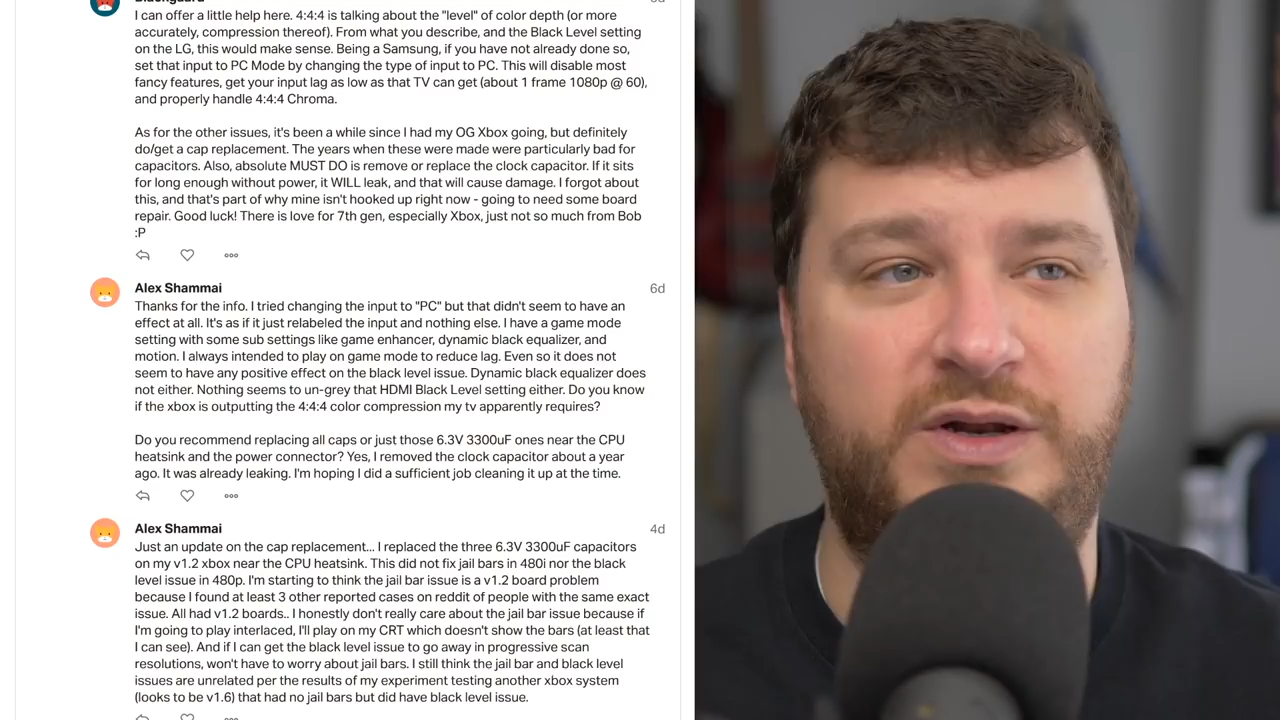 I can offer a little help here. 4:4:4 is talking about the "level" of color depth (or more
accurately, compression thereof). From what you describe, and the Black Level setting
on the LG, this would make sense. Being a Samsung, if you have not already done so,
set that input to PC Mode by changing the type of input to PC. This will disable most
fancy features, get your input lag as low as that TV can get (about 1 frame 1080p @ 60),
and properly handle 4:4:4 Chroma.
As for the other issues, it's been a while since I had my OG Xbox going, but definitely
do/get a cap replacement. The years when these were made were particularly bad for
capacitors. Also, absolute MUST DO is remove or replace the clock capacitor. If it sits
for long enough without power, it WILL leak, and that will cause damage. I forgot about
this, and that's part of why mine isn't hooked up right now - going to need some board
repair. Good luck! There is love for 7th gen, especially Xbox, just not so much from Bob
:P
Alex Shammai 6d
Thanks for the info. I tried changing the input to "PC" but that didn't seem to have an
effect at all. It's as if it just relabeled the input and nothing else. I have a game mode
setting with some sub settings like game enhancer, dynamic black equalizer, and
motion. I always intended to play on game mode to reduce lag. Even so it does not
seem to have any positive effect on the black level issue. Dynamic black equalizer does
not either. Nothing seems to un-grey that HDMI Black Level setting either. Do you know
if the xbox is outputting the 4:4:4 color compression my tv apparently requires?
Do you recommend replacing all caps or just those 6.3V 3300uF ones near the CPU
heatsink and the power connector? Yes, I removed the clock capacitor about a year
ago. It was already leaking. I'm hoping I did a sufficient job cleaning it up at the time.
Alex Shammai 4d
Just an update on the cap replacement... I replaced the three 6.3V 3300uF capacitors
on my v1.2 xbox near the CPU heatsink. This did not fix jail bars in 480i nor the black
level issue in 480p. I'm starting to think the jail bar issue is a v1.2 board problem
because I found at least 3 other reported cases on reddit of people with the same exact
issue. All had v1.2 boards.. I honestly don't really care about the jail bar issue because if
I'm going to play interlaced, I'll play on my CRT which doesn't show the bars (at least that
I can see). And if I can get the black level issue to go away in progressive scan
resolutions, won't have to worry about jail bars. I still think the jail bar and black level
issues are unrelated per the results of my experiment testing another xbox system
(looks to be v1.6) that had no jail bars but did have black level issue.